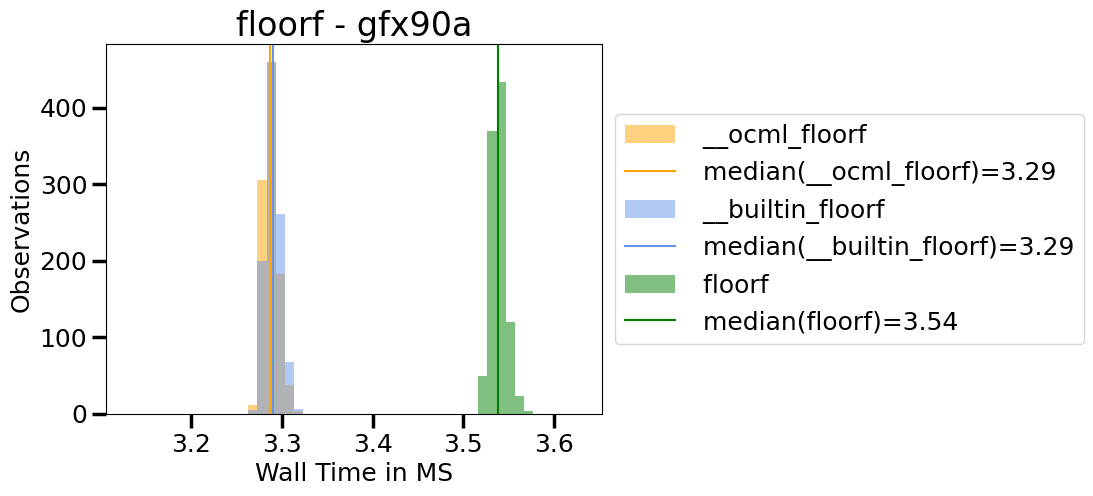 floorf - gfx90a
Observations
400
300
200
100
0
3.2 3.3 3.4 3.5 3.6
Wall Time in MS
__ocml_floorf
median(__ocml_floorf)=3.29
__builtin_floorf
median(__builtin_floorf)=3.29
floorf
median(floorf)=3.54